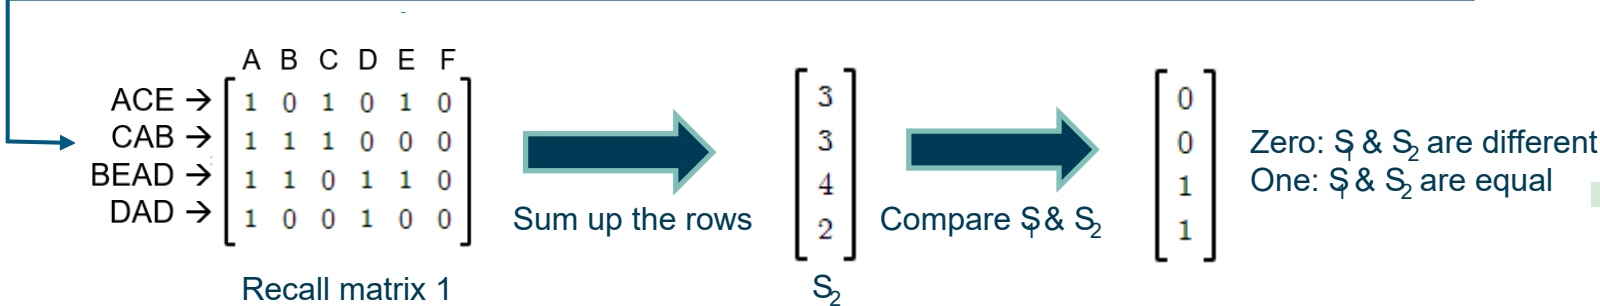 A B C D E F
ACE → 1 0 1 0 1 0
CAB → 1 1 1 0 0 0
BEAD → 1 1 0 1 1 0
DAD → 1 0 0 1 0 0
Recall matrix 1
Sum up the rows
3
3
4
2
S2
Compare S1 & S2
0
0
1
1
Zero: S1 & S2 are different
One: S1 & S2 are equal